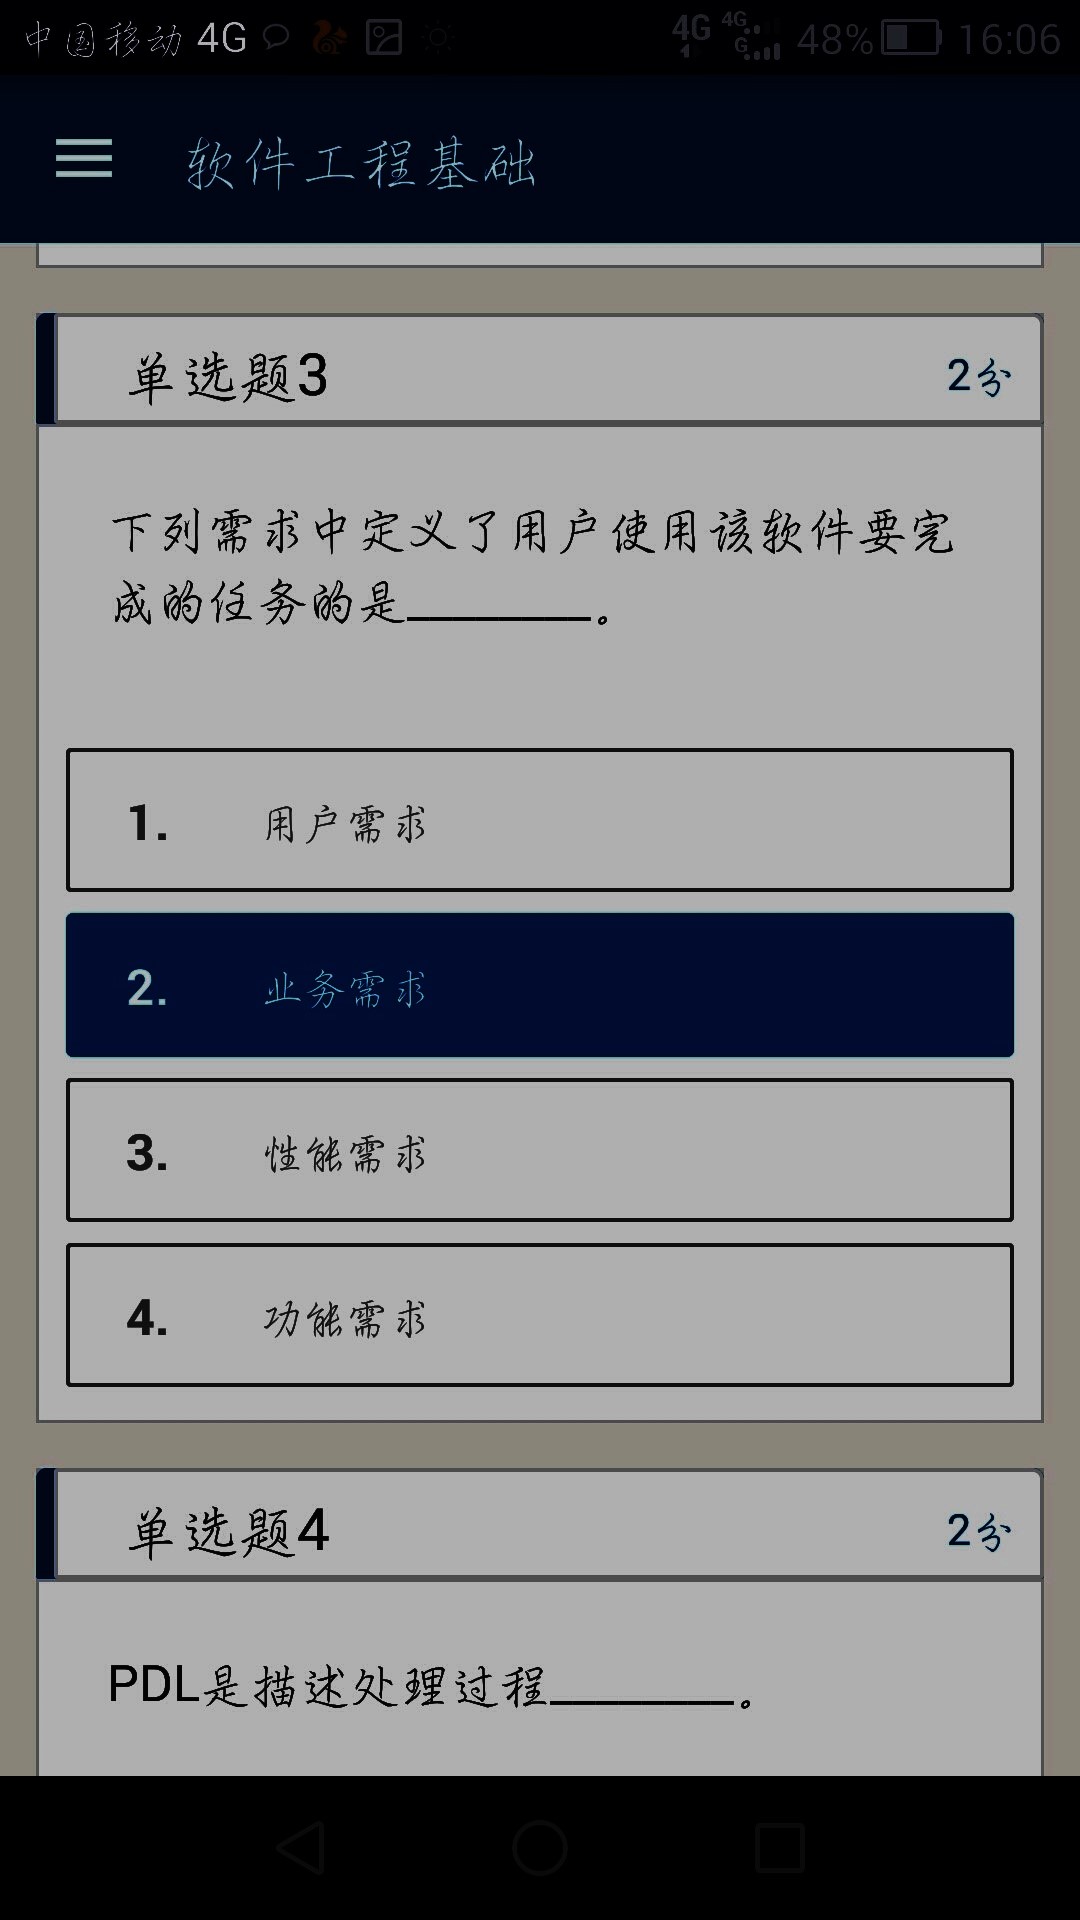 中国移动 4G 4G 4G G 48% 16:06
软件工程基础
单选题3 2分
下列需求中定义了用户使用该软件要完
成的任务的是________。
1. 用户需求
2. 业务需求
3. 性能需求
4. 功能需求
单选题4 2分
PDL是描述处理过程________。